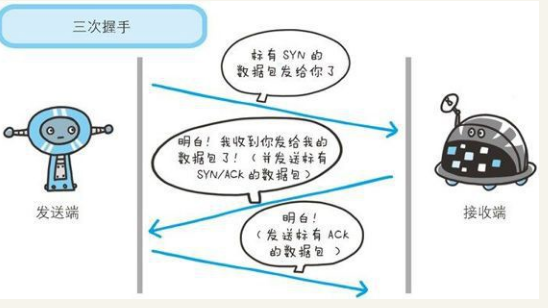 三次握手
标有 SYN 的
数据包发给你了
明白！我收到你发给我的
数据包了！（并发送标有
SYN/ACK 的数据包）
发送端
接收端
明白！
（发送标有 ACK
的数据包）